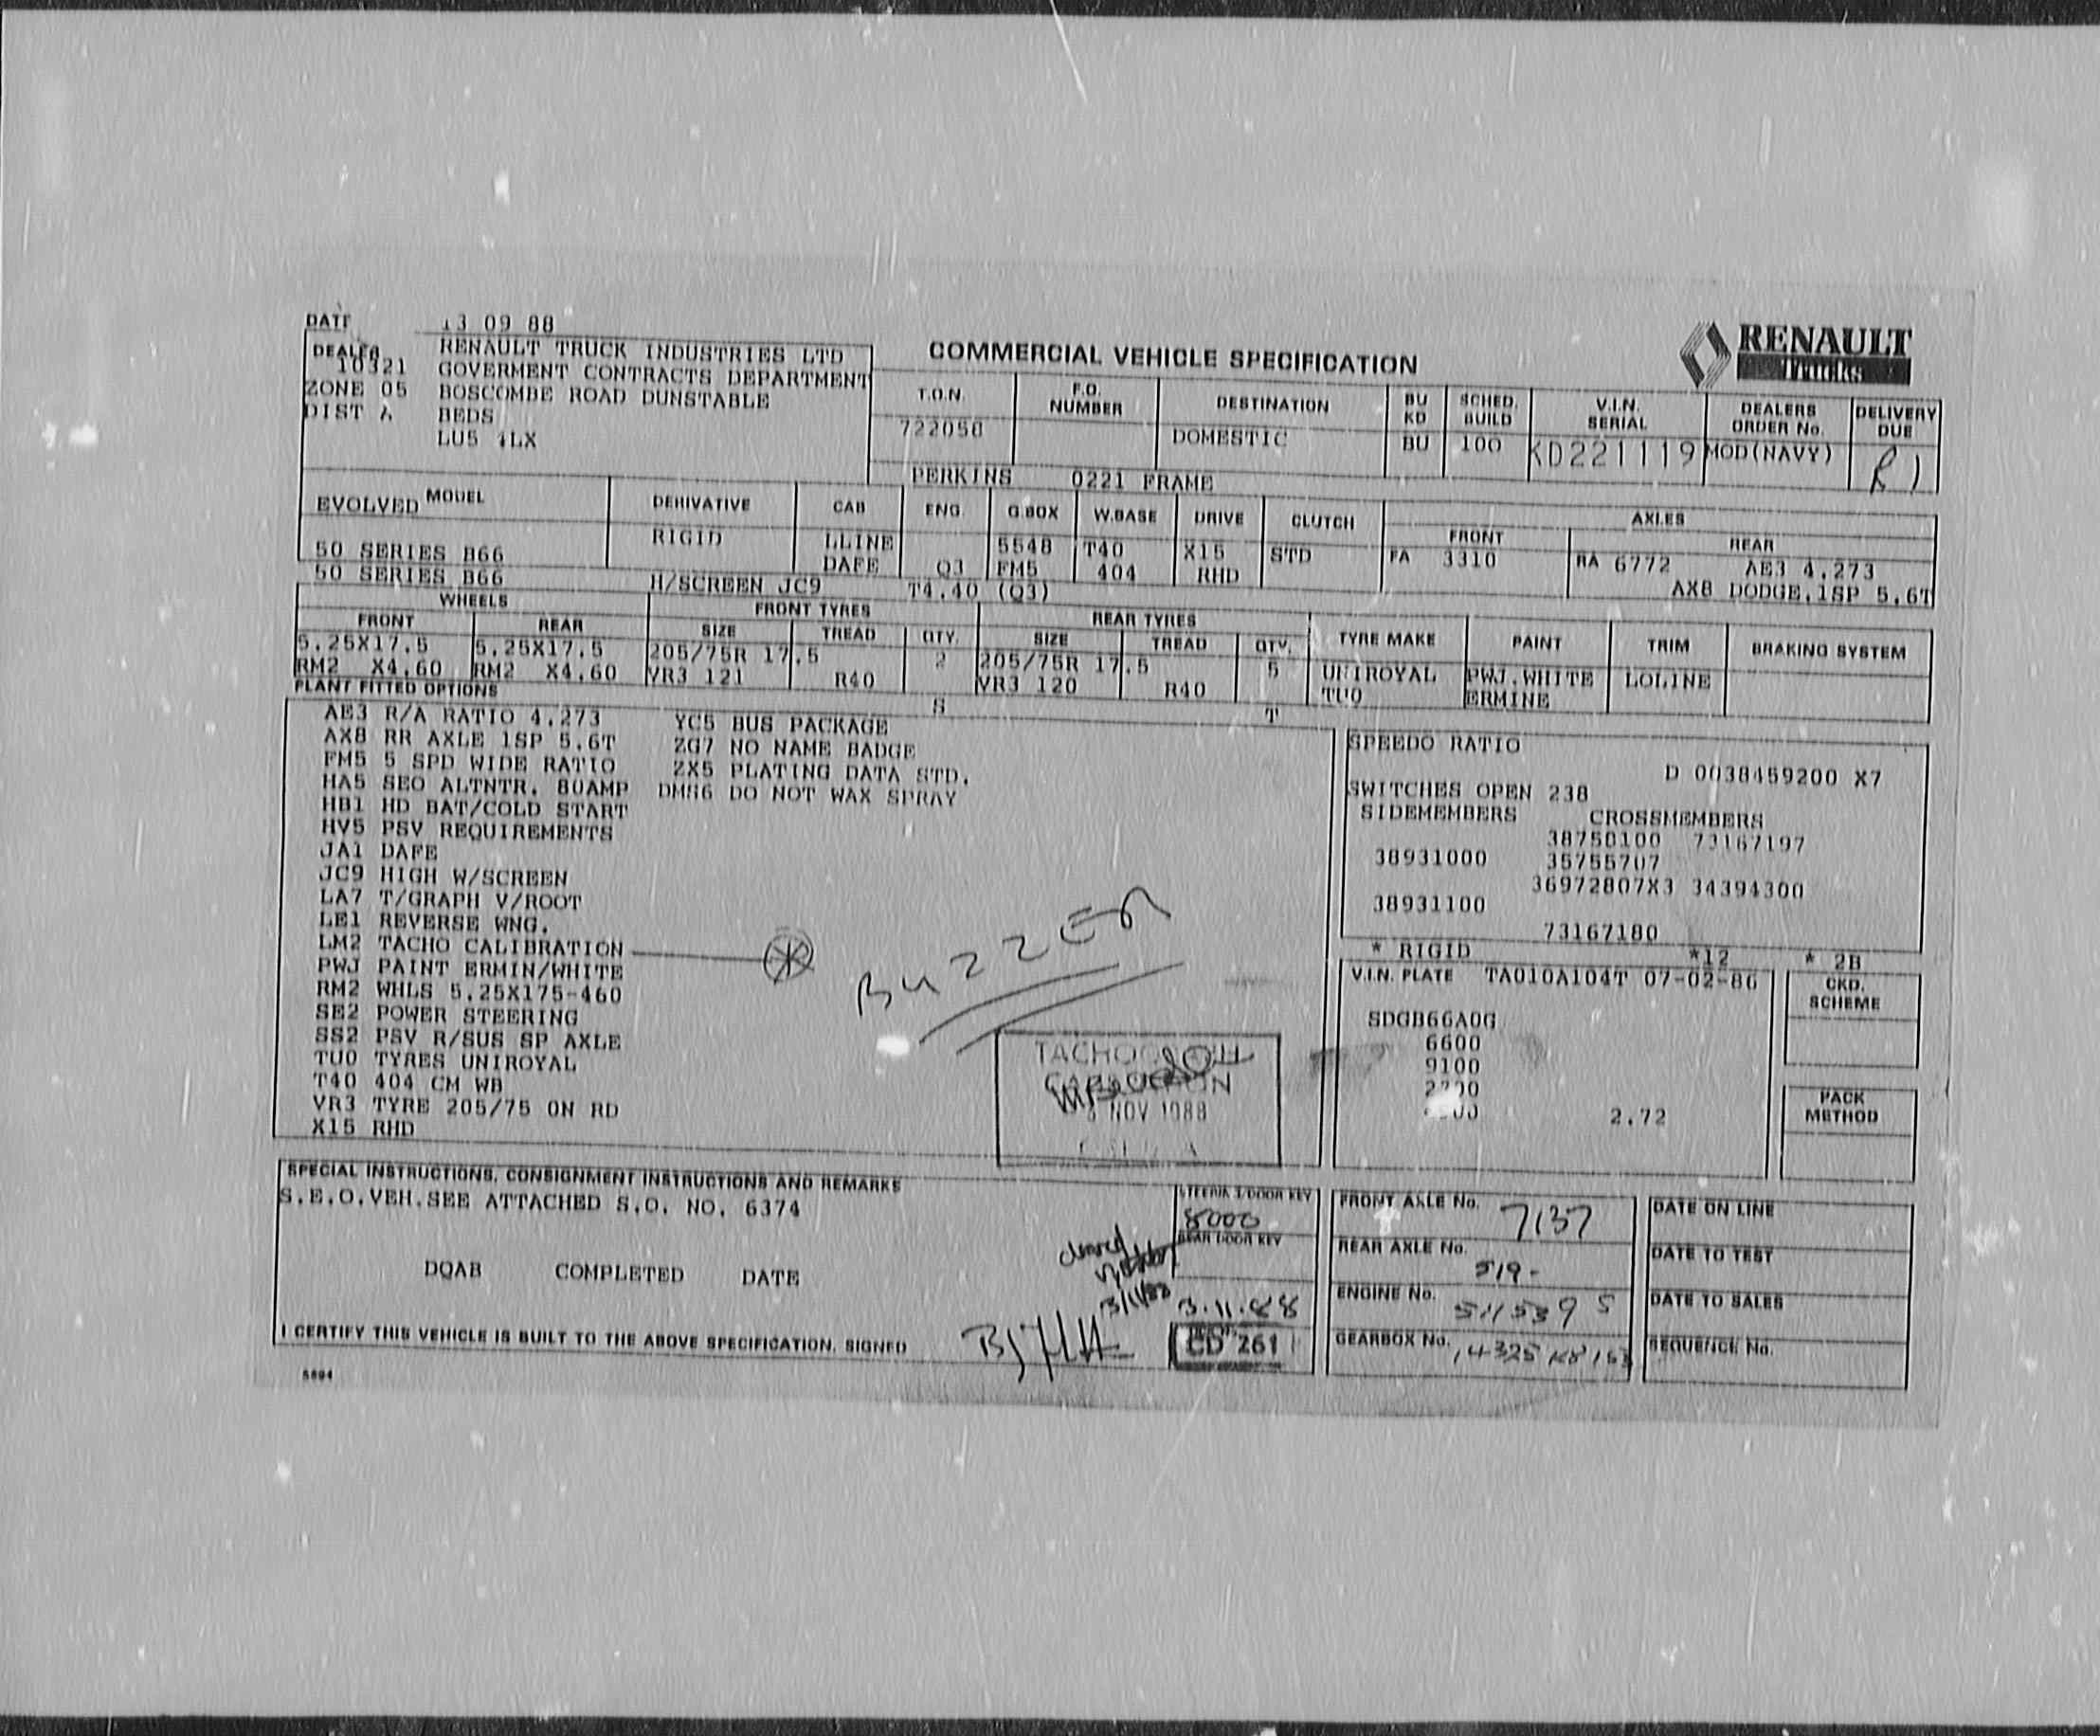 DATE 13 09 88
DEALER RENAULT TRUCK INDUSTRIES LTD
10321 GOVERMENT CONTRACTS DEPARTMENT
ZONE 05 BOSCOMBE ROAD DUNSTABLE
DIST A BEDS
LU5 4LX
COMMERCIAL VEHICLE SPECIFICATION
RENAULT
Trucks
T.O.N. F.O. NUMBER DESTINATION BU KD SCHED. BUILD V.I.N. SERIAL DEALERS ORDER No. DELIVERY DUE
722058 DOMESTIC BU 100 KD221119 MOD(NAVY) R1
PERKINS 0221 FRAME
MODEL DERIVATIVE CAB ENG. G.BOX W.BASE DRIVE CLUTCH AXLES
FRONT REAR
EVOLVED RIGID LLINE 5548 T40 X15 STD FA 3310 RA 6772 AE3 4.273
50 SERIES B66 DAFE Q3 FM5 404 RHD
50 SERIES B66 H/SCREEN JC9 T4.40 (Q3) AX8 DODGE,1SP 5.6T
WHEELS FRONT TYRES REAR TYRES
FRONT REAR SIZE TREAD QTY. SIZE TREAD QTY. TYRE MAKE PAINT TRIM BRAKING SYSTEM
5.25X17.5 5.25X17.5 205/75R 17.5 2 205/75R 17.5 5 UNIROYAL PWJ.WHITE LOLINE
RM2 X4.60 RM2 X4.60 VR3 121 R40 VR3 120 R40 TU0 ERMINE
S T
PLANT FITTED OPTIONS
AE3 R/A RATIO 4.273 YC5 BUS PACKAGE
AX8 RR AXLE 1SP 5.6T ZG7 NO NAME BADGE
FM5 5 SPD WIDE RATIO ZX5 PLATING DATA STD.
HA5 SEO ALTNTR. 80AMP DMS6 DO NOT WAX SPRAY
HB1 HD BAT/COLD START
HV5 PSV REQUIREMENTS
JA1 DAFE
JC9 HIGH W/SCREEN
LA7 T/GRAPH V/ROOT
LE1 REVERSE WNG.
LM2 TACHO CALIBRATION
PWJ PAINT ERMIN/WHITE
RM2 WHLS 5.25X175-460
SE2 POWER STEERING
SS2 PSV R/SUS SP AXLE
TU0 TYRES UNIROYAL
T40 404 CM WB
VR3 TYRE 205/75 ON RD
X15 RHD
BUZZER
NOV 1988
SPEEDO RATIO
D 0038459200 X7
SWITCHES OPEN 238
SIDEMEMBERS CROSSMEMBERS
38750100 73167197
38931000 35755707
36972807X3 34394300
38931100
73167180
* RIGID *12 * 2B
V.I.N. PLATE TA010A104T 07-02-86
SDGB66A0G
6600
9100
2.72
CKD. SCHEME
PACK METHOD
SPECIAL INSTRUCTIONS, CONSIGNMENT INSTRUCTIONS AND REMARKS
S.E.O.VEH.SEE ATTACHED S.O. NO. 6374
DQAB COMPLETED DATE
I CERTIFY THIS VEHICLE IS BUILT TO THE ABOVE SPECIFICATION. SIGNED
3/11/88
8000
REAR DOOR KEY
3.11.88
CD 261
FRONT AXLE No. 7137
REAR AXLE No. 519-
ENGINE No. 511539 S
GEARBOX No.
DATE ON LINE
DATE TO TEST
DATE TO SALES
SEQUENCE No.
5894